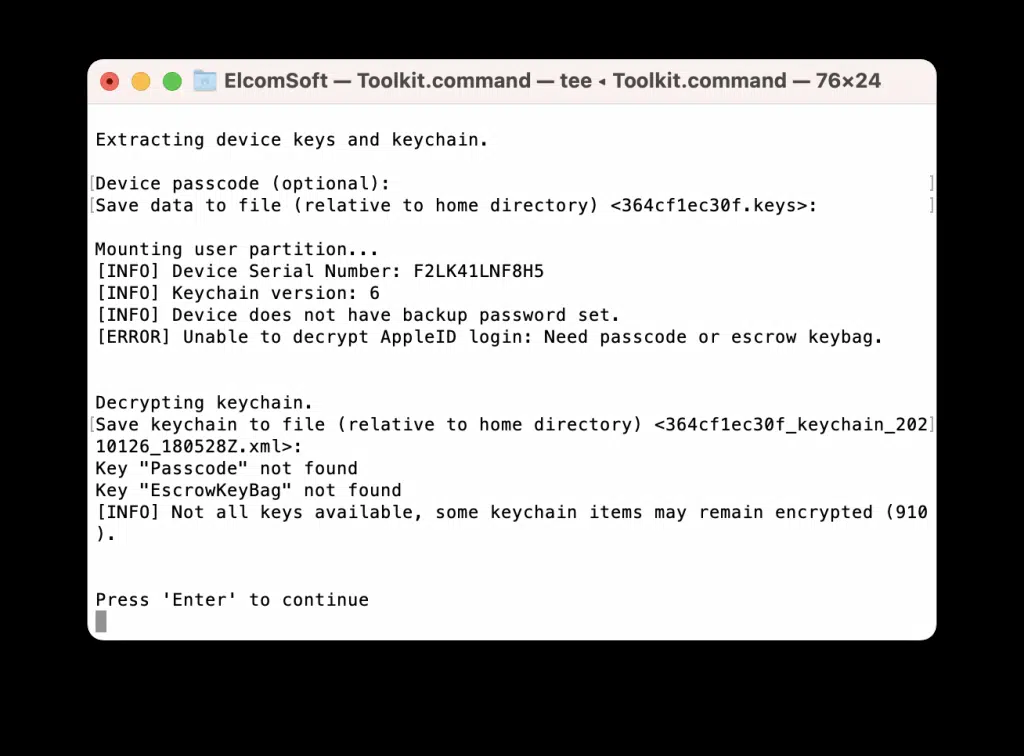 ElcomSoft — Toolkit.command — tee ◂ Toolkit.command — 76×24
Extracting device keys and keychain.
[Device passcode (optional): ]
[Save data to file (relative to home directory) <364cf1ec30f.keys>: ]
Mounting user partition...
[INFO] Device Serial Number: F2LK41LNF8H5
[INFO] Keychain version: 6
[INFO] Device does not have backup password set.
[ERROR] Unable to decrypt AppleID login: Need passcode or escrow keybag.
Decrypting keychain.
[Save keychain to file (relative to home directory) <364cf1ec30f_keychain_202]
10126_180528Z.xml>:
Key "Passcode" not found
Key "EscrowKeyBag" not found
[INFO] Not all keys available, some keychain items may remain encrypted (910
).
Press 'Enter' to continue